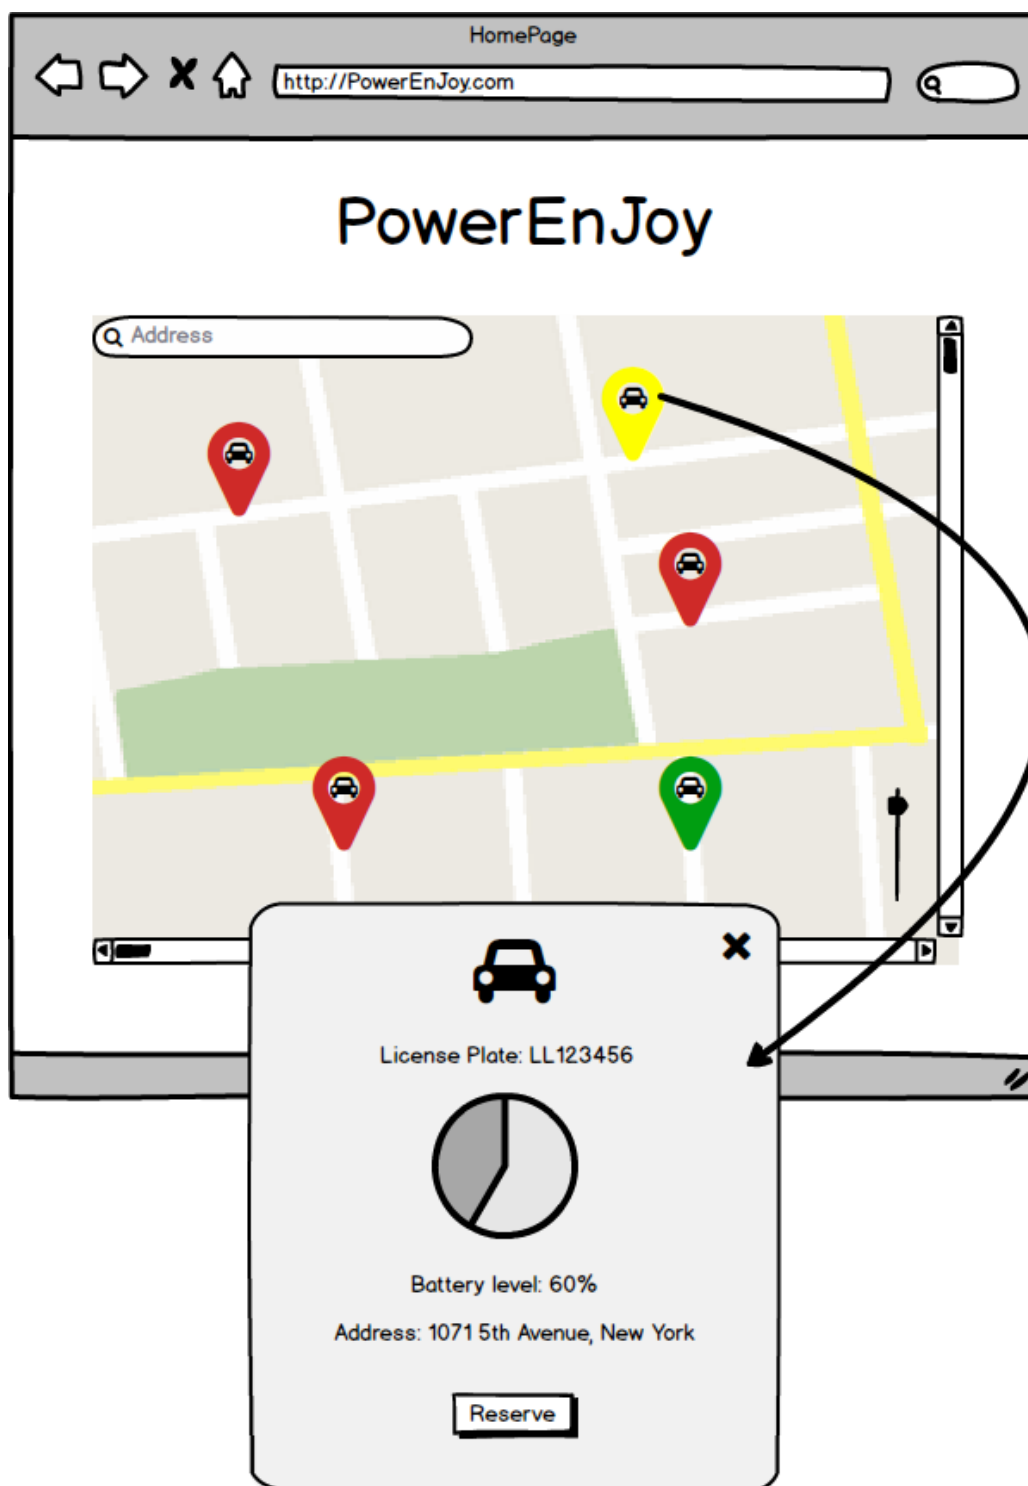 HomePage
http://PowerEnJoy.com
PowerEnJoy
Address
License Plate: LL123456
Battery level: 60%
Address: 1071 5th Avenue, New York
Reserve